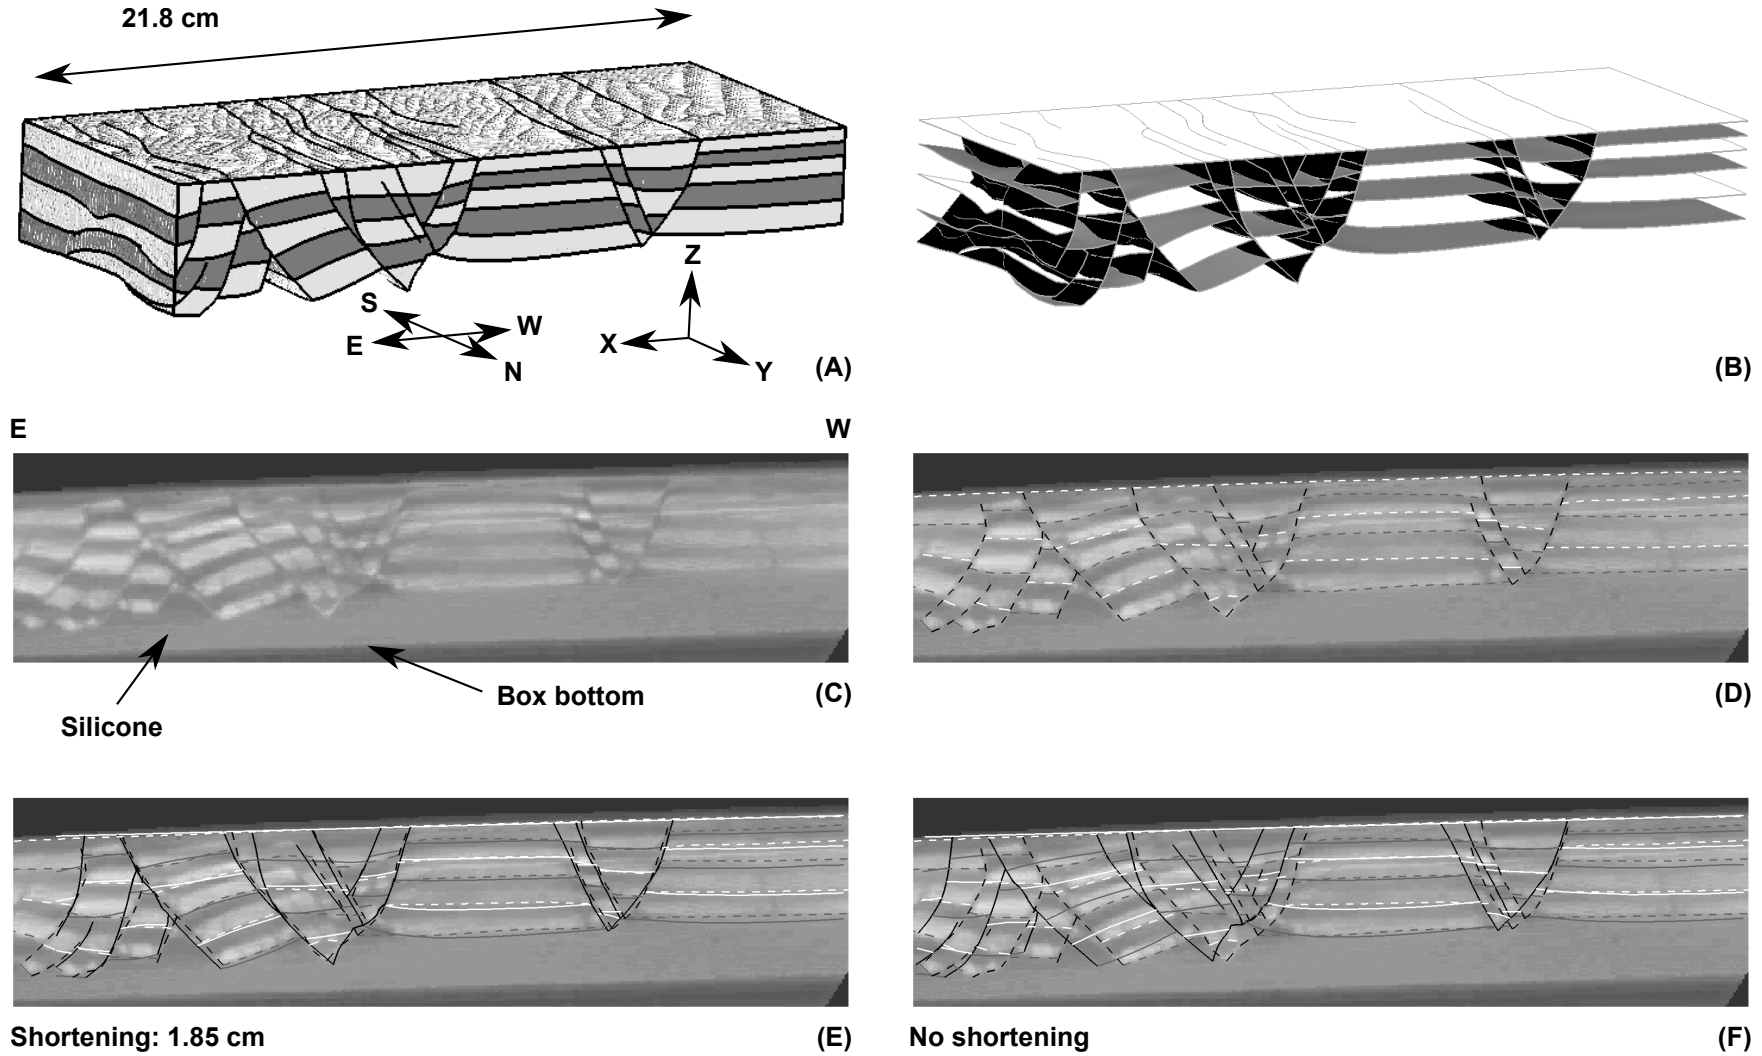 21.8 cm
Z
S
W
E
X
N
Y
(A)
(B)
E
W
Box bottom
(C)
(D)
Silicone
Shortening: 1.85 cm
(E)
No shortening
(F)